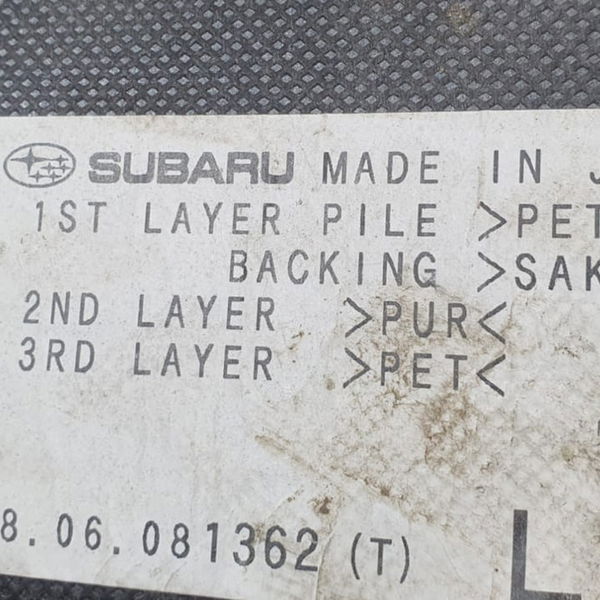 SUBARU MADE IN J
1ST LAYER PILE >PET
BACKING >SAK
2ND LAYER >PUR<
3RD LAYER >PET<
8.06.081362 (T)
L